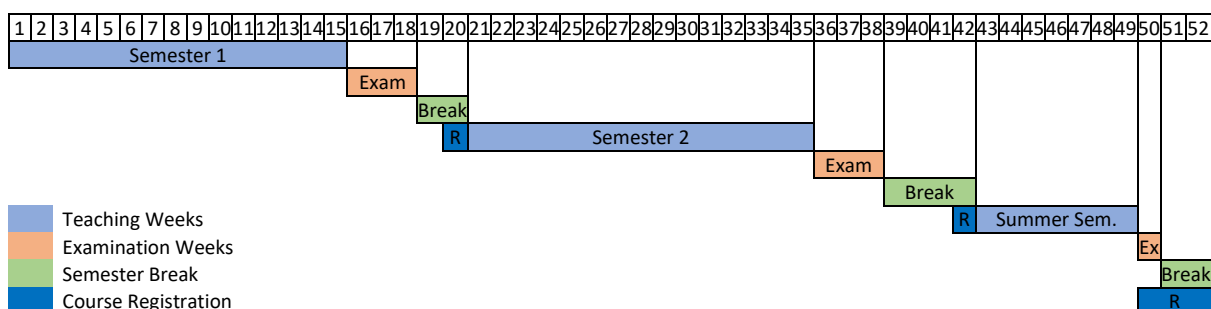 1 2 3 4 5 6 7 8 9 10 11 12 13 14 15 16 17 18 19 20 21 22 23 24 25 26 27 28 29 30 31 32 33 34 35 36 37 38 39 40 41 42 43 44 45 46 47 48 49 50 51 52
Semester 1
Exam
Break
R Semester 2
Exam
Break
Teaching Weeks R Summer Sem.
Examination Weeks Ex
Semester Break Break
Course Registration R